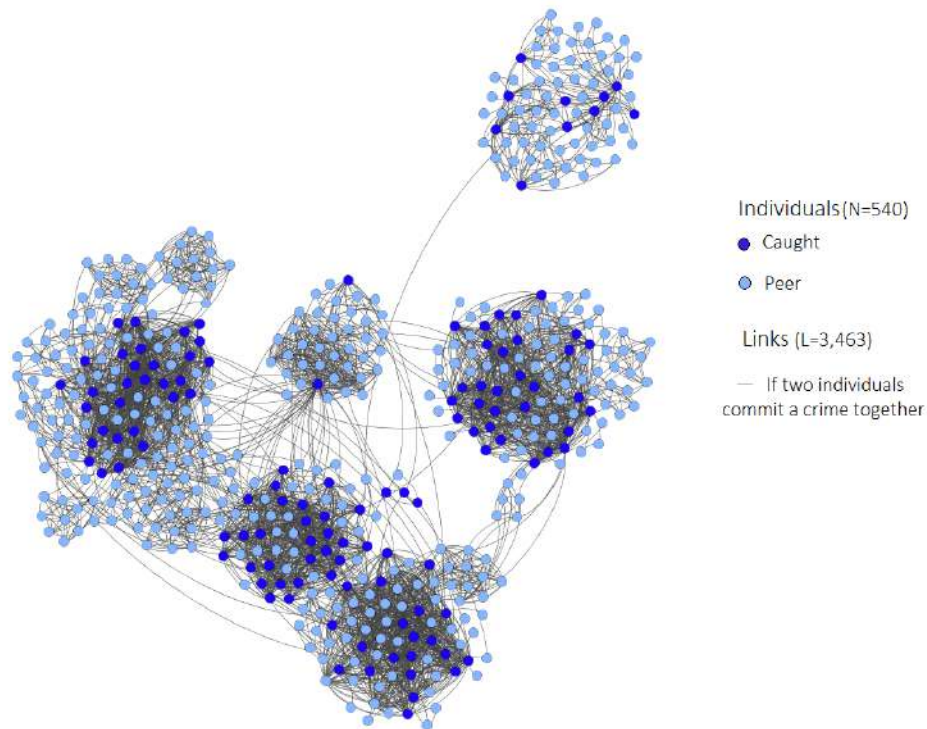 Individuals (N=540)
Caught
Peer
Links (L=3,463)
If two individuals
commit a crime together